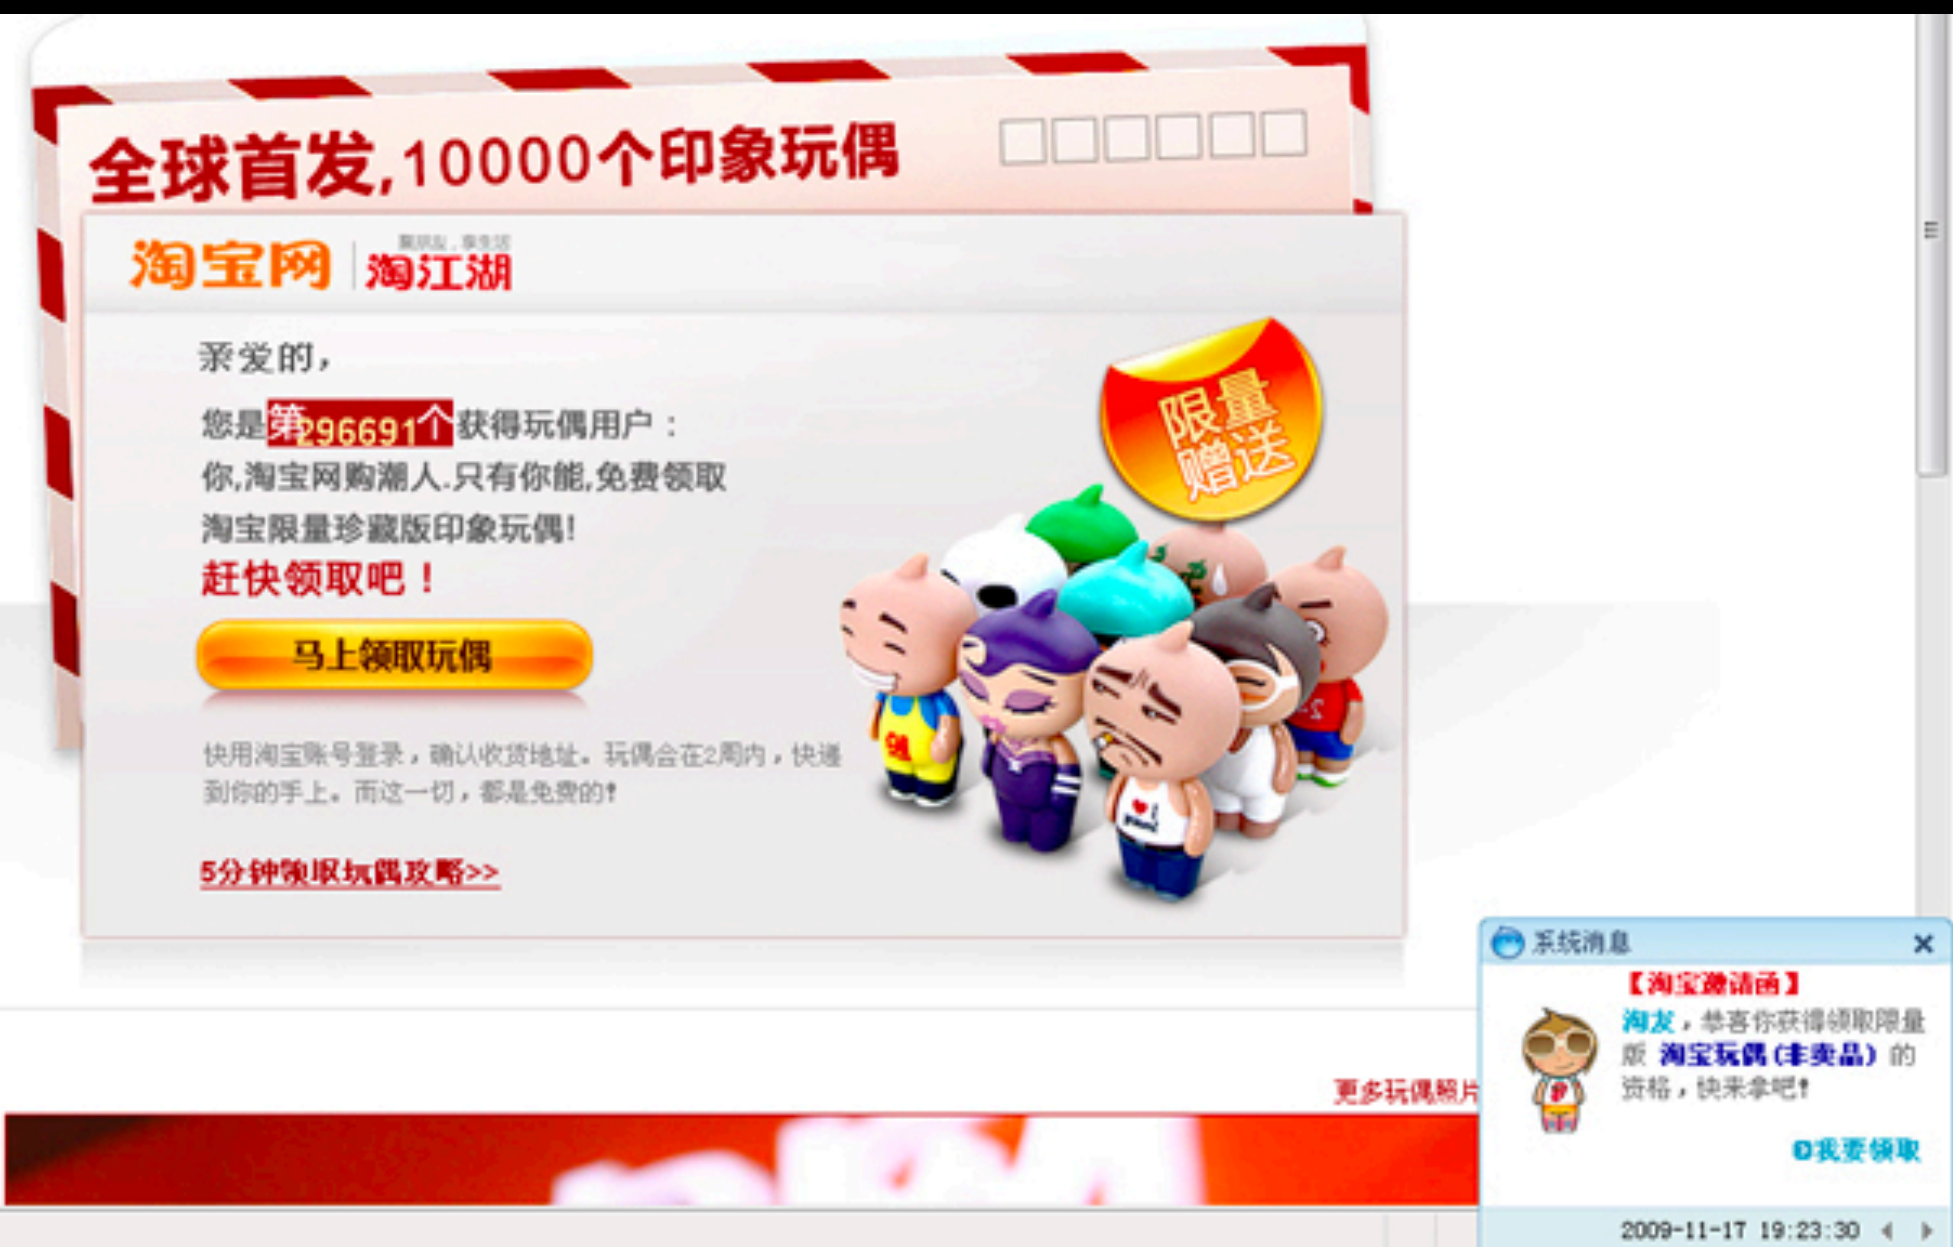 全球首发,10000个印象玩偶
淘宝网 淘江湖
亲爱的,
您是第296691个获得玩偶用户：
你,淘宝网购潮人.只有你能,免费领取
淘宝限量珍藏版印象玩偶!
赶快领取吧！
马上领取玩偶
快用淘宝账号登录，确认收货地址。玩偶会在2周内，快递
到你的手上。而这一切，都是免费的!
5分钟领取玩偶攻略>>
限量
赠送
系统消息
【淘宝邀请函】
淘友，恭喜你获得领取限量
版 淘宝玩偶(非卖品) 的
资格，快来拿吧!
我要领取
更多玩偶照片
2009-11-17 19:23:30